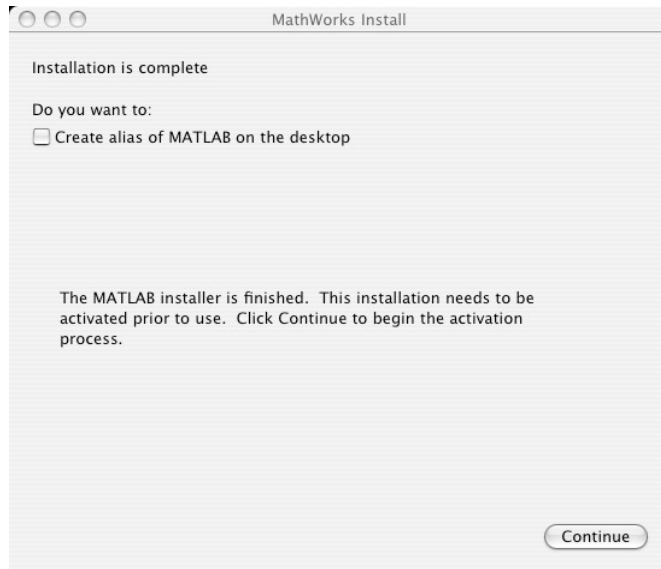 MathWorks Install
Installation is complete
Do you want to:
Create alias of MATLAB on the desktop
The MATLAB installer is finished.  This installation needs to be
activated prior to use.  Click Continue to begin the activation
process.
Continue